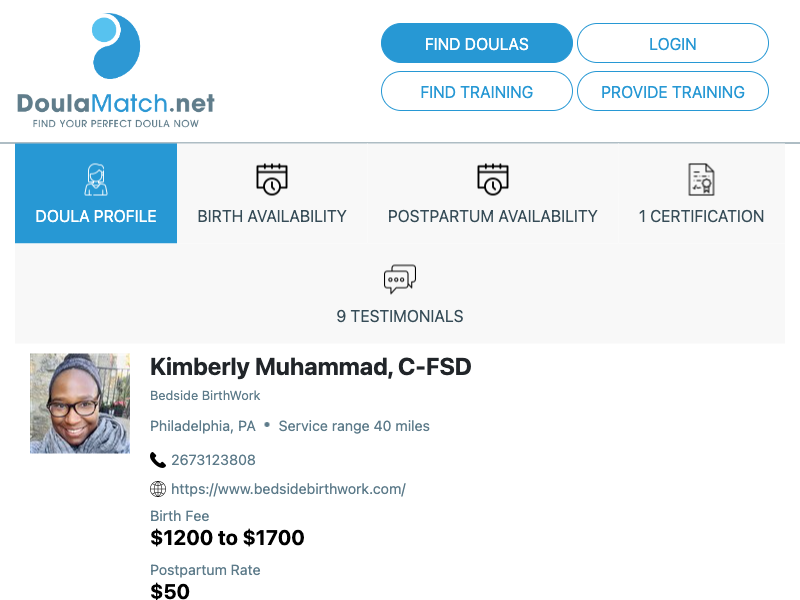 DoulaMatch.net
FIND YOUR PERFECT DOULA NOW
FIND DOULAS
LOGIN
FIND TRAINING
PROVIDE TRAINING
DOULA PROFILE
BIRTH AVAILABILITY
POSTPARTUM AVAILABILITY
1 CERTIFICATION
9 TESTIMONIALS
Kimberly Muhammad, C-FSD
Bedside BirthWork
Philadelphia, PA • Service range 40 miles
2673123808
https://www.bedsidebirthwork.com/
Birth Fee
$1200 to $1700
Postpartum Rate
$50